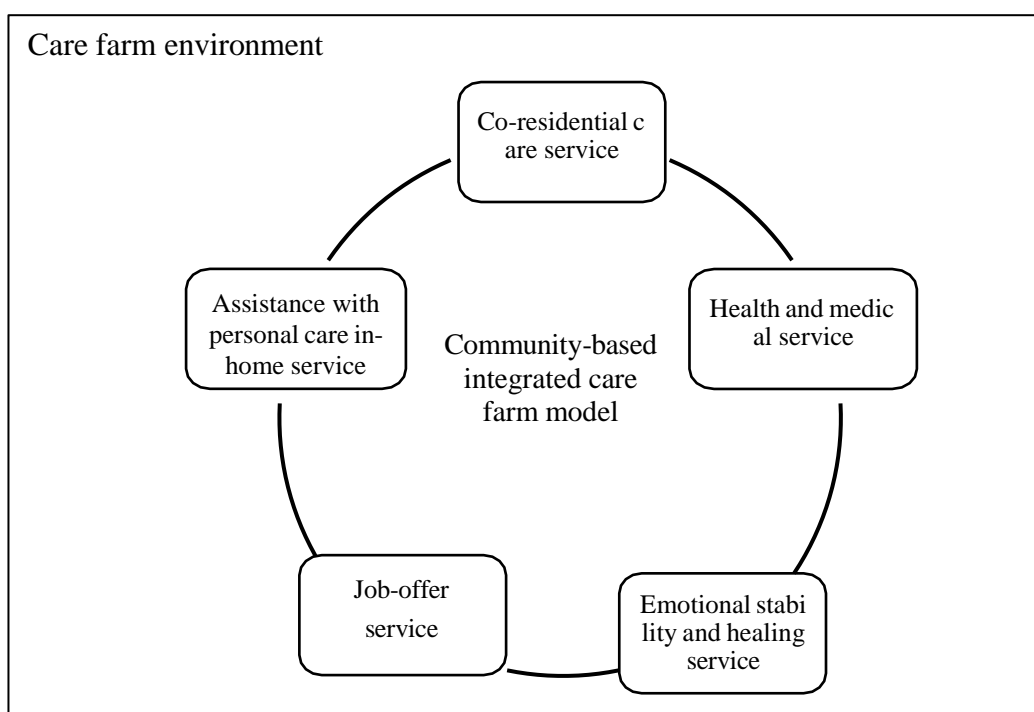 Care farm environment
Co-residential c
are service
Assistance with
personal care in-
home service
Health and medic
al service
Community-based
integrated care
farm model
Job-offer
service
Emotional stabi
lity and healing
service